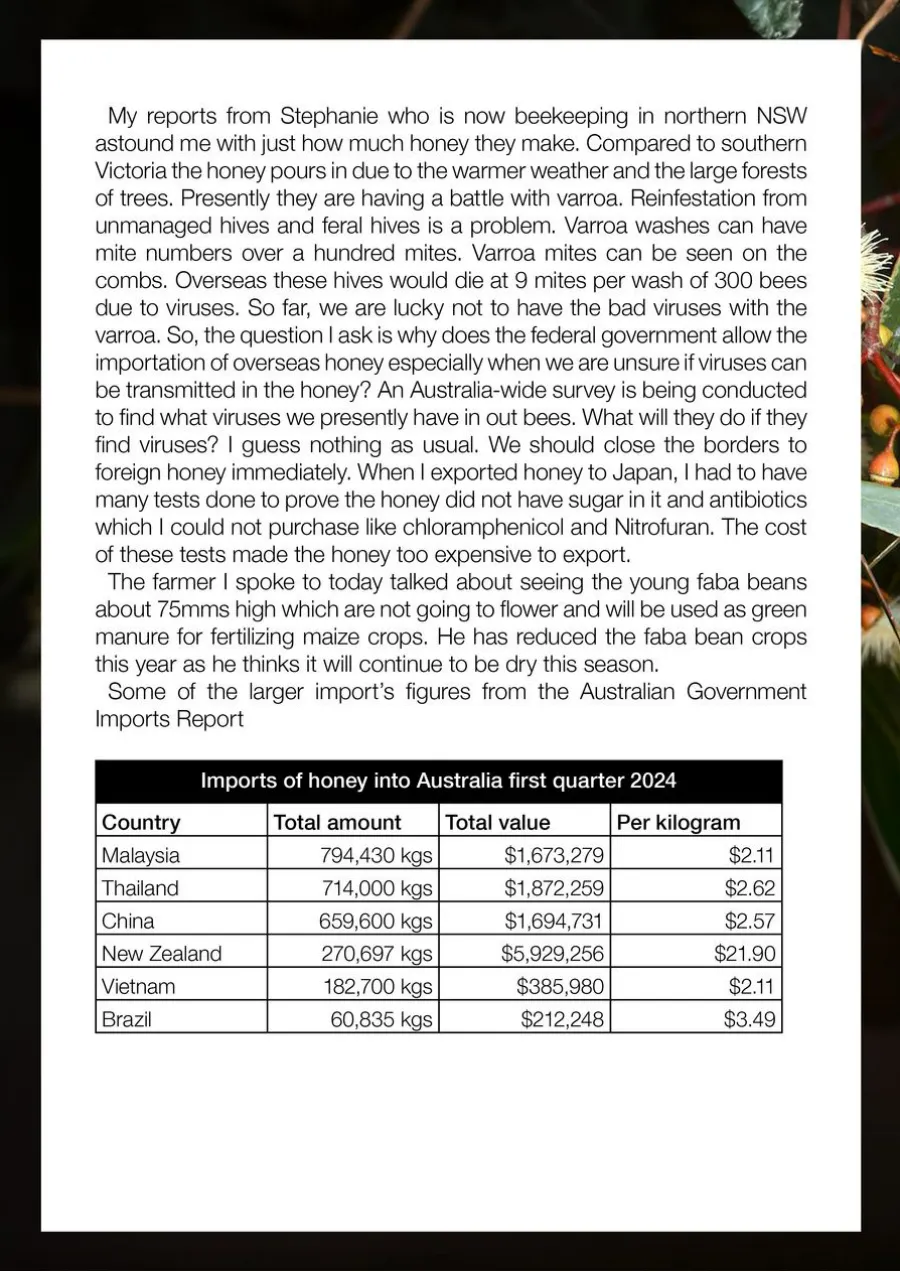 My reports from Stephanie who is now beekeeping in northern NSW
astound me with just how much honey they make. Compared to southern
Victoria the honey pours in due to the warmer weather and the large forests
of trees. Presently they are having a battle with varroa. Reinfestation from
unmanaged hives and feral hives is a problem. Varroa washes can have
mite numbers over a hundred mites. Varroa mites can be seen on the
combs. Overseas these hives would die at 9 mites per wash of 300 bees
due to viruses. So far, we are lucky not to have the bad viruses with the
varroa. So, the question I ask is why does the federal government allow the
importation of overseas honey especially when we are unsure if viruses can
be transmitted in the honey? An Australia-wide survey is being conducted
to find what viruses we presently have in out bees. What will they do if they
find viruses? I guess nothing as usual. We should close the borders to
foreign honey immediately. When I exported honey to Japan, I had to have
many tests done to prove the honey did not have sugar in it and antibiotics
which I could not purchase like chloramphenicol and Nitrofuran. The cost
of these tests made the honey too expensive to export.
The farmer I spoke to today talked about seeing the young faba beans
about 75mms high which are not going to flower and will be used as green
manure for fertilizing maize crops. He has reduced the faba bean crops
this year as he thinks it will continue to be dry this season.
Some of the larger import's figures from the Australian Government
Imports Report
Imports of honey into Australia first quarter 2024
Country Total amount Total value Per kilogram
Malaysia 794,430 kgs $1,673,279 $2.11
Thailand 714,000 kgs $1,872,259 $2.62
China 659,600 kgs $1,694,731 $2.57
New Zealand 270,697 kgs $5,929,256 $21.90
Vietnam 182,700 kgs $385,980 $2.11
Brazil 60,835 kgs $212,248 $3.49